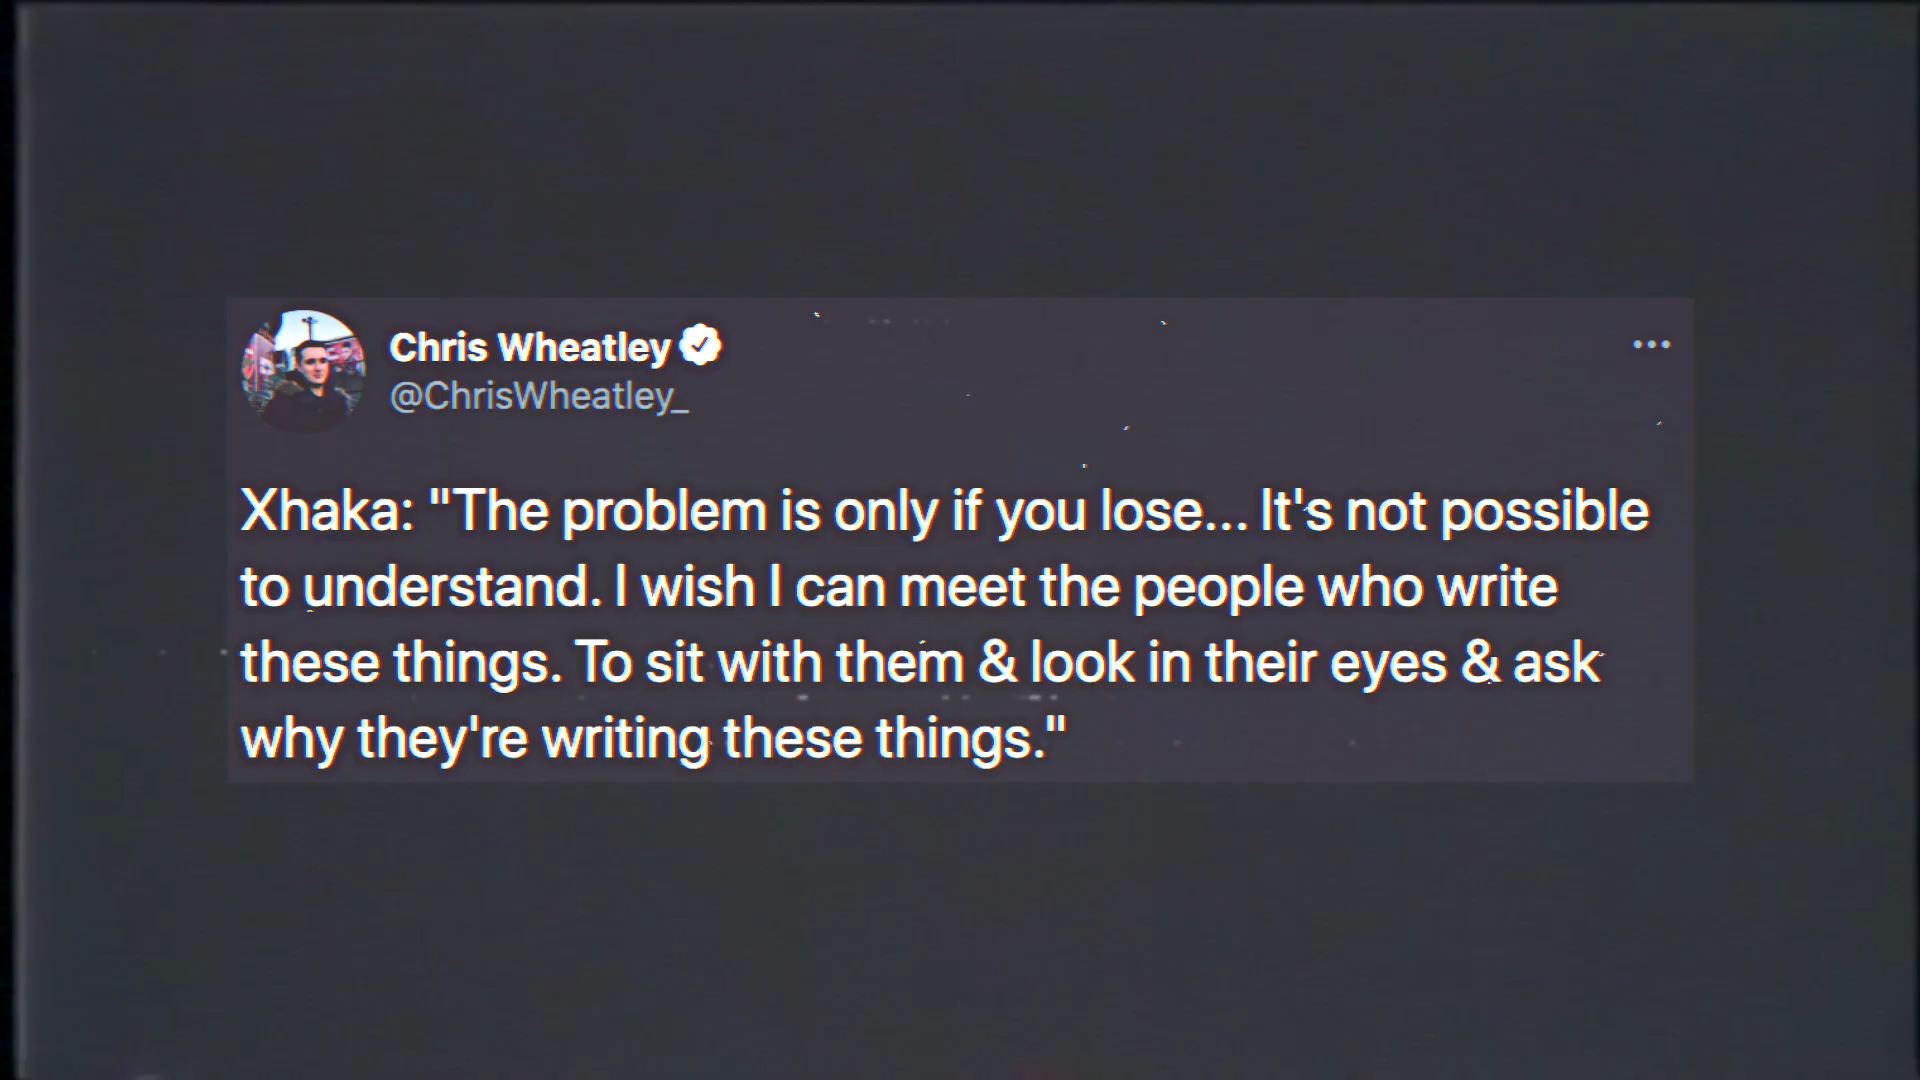 Chris Wheatley
@ChrisWheatley_
Xhaka: "The problem is only if you lose... It's not possible
to understand. I wish I can meet the people who write
these things. To sit with them & look in their eyes & ask
why they're writing these things."